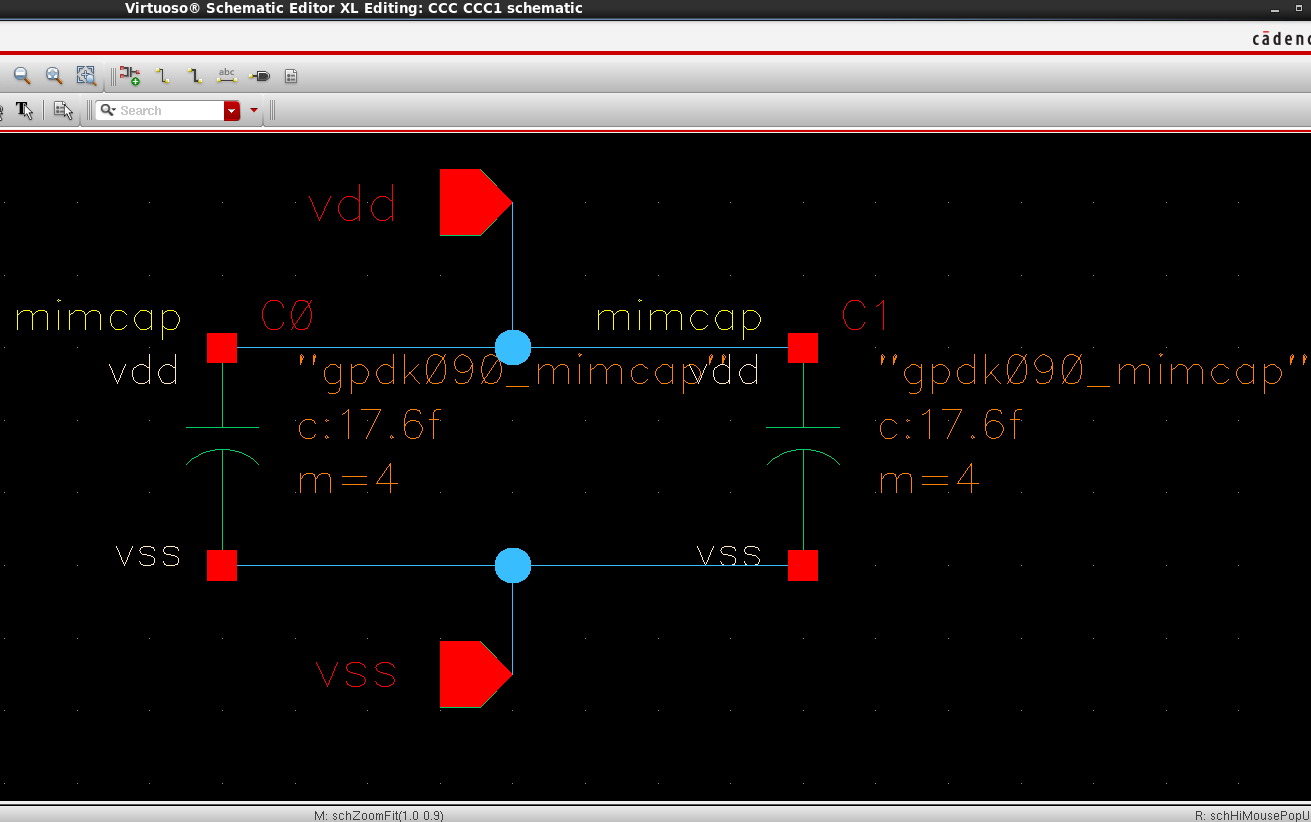 Virtuoso® Schematic Editor XL Editing: CCC CCC1 schematic
cādenc
abc
T
Search
vdd
mimcap
C0
mimcap
C1
vdd
"gpdk090_mimcap"
vdd
"gpdk090_mimcap"
c:17.6f
c:17.6f
m=4
m=4
vss
vss
vss
M: schZoomFit(1.0 0.9)
R: schHiMousePopU